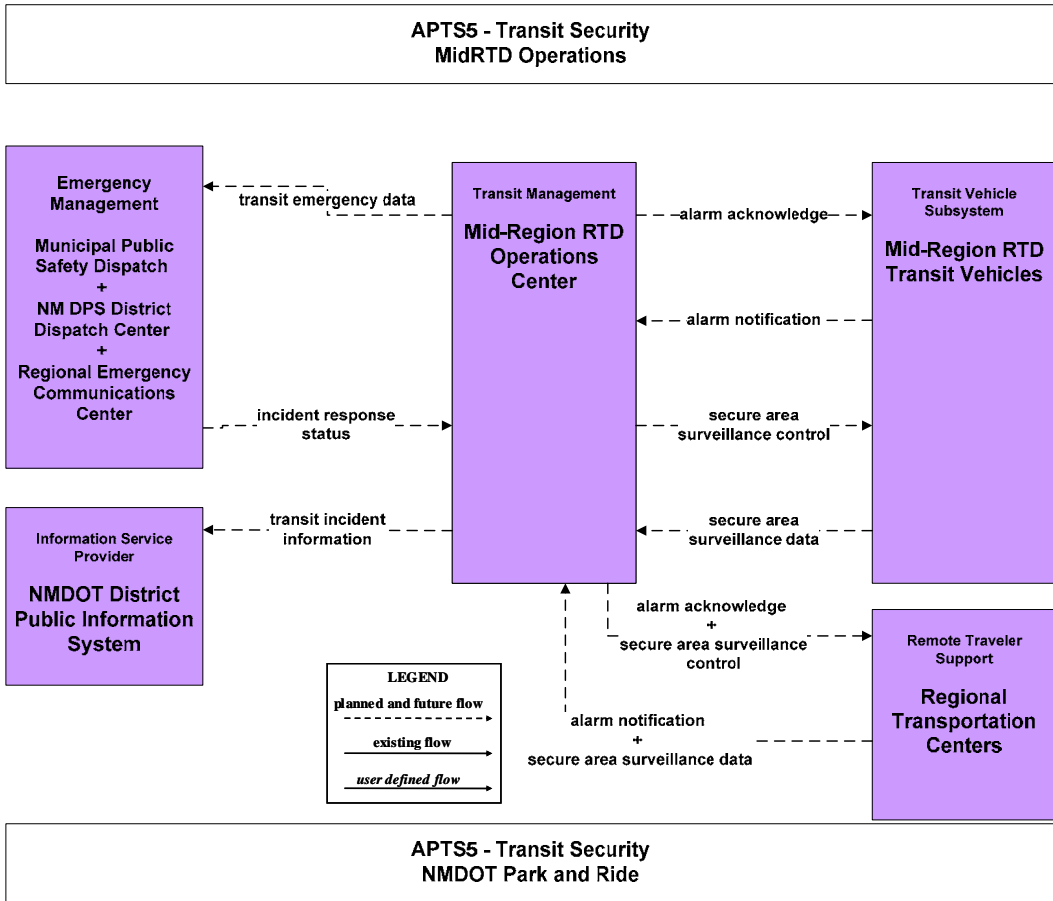 APTS5 - Transit Security
MidRTD Operations
Emergency
Management
Municipal Public
Safety Dispatch
+
NM DPS District
Dispatch Center
+
Regional Emergency
Communications
Center
transit emergency data
Transit Management
Mid-Region RTD
Operations
Center
alarm acknowledge
Transit Vehicle
Subsystem
Mid-Region RTD
Transit Vehicles
alarm notification
incident response
status
secure area
surveillance control
Information Service
Provider
NMDOT District
Public Information
System
transit incident
information
secure area
surveillance data
alarm acknowledge
+
secure area surveillance
control
Remote Traveler
Support
Regional
Transportation
Centers
LEGEND
planned and future flow
existing flow
user defined flow
alarm notification
+
secure area surveillance data
APTS5 - Transit Security
NMDOT Park and Ride